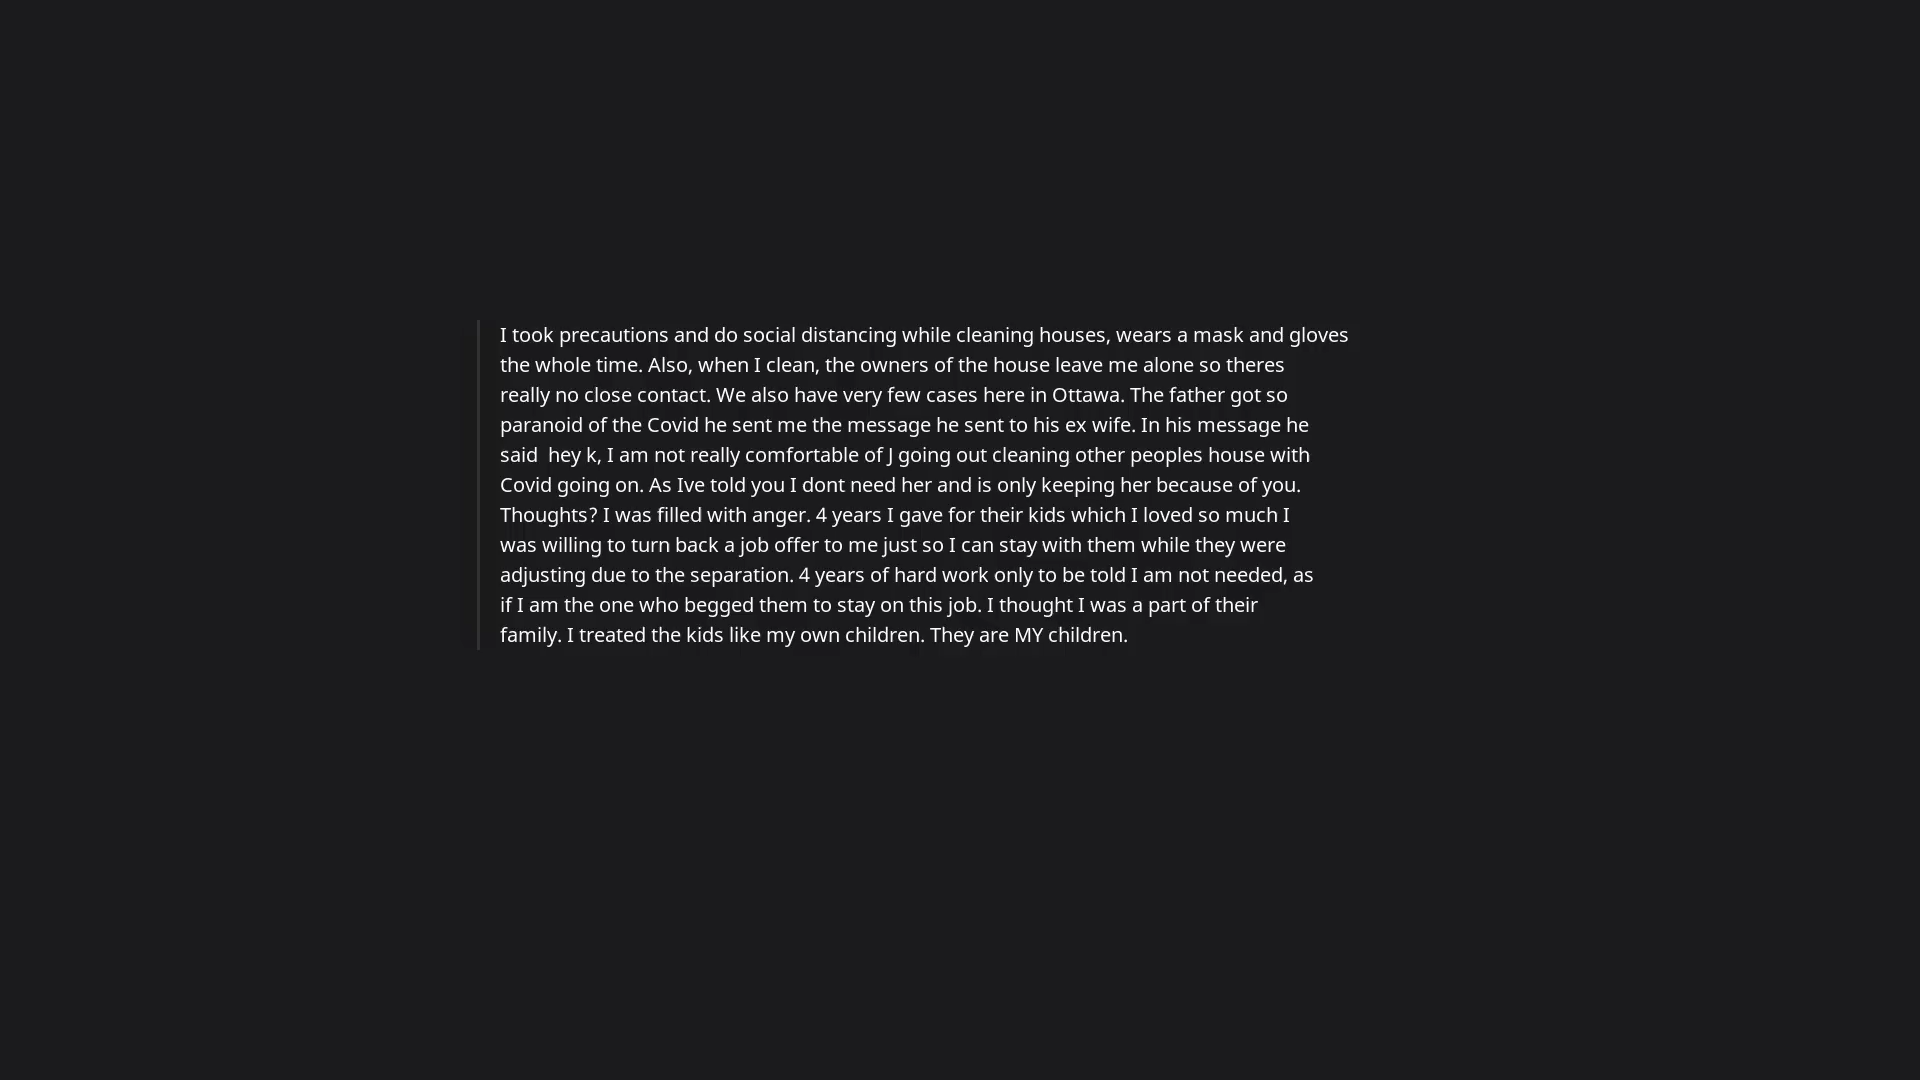 I took precautions and do social distancing while cleaning houses, wears a mask and gloves
the whole time. Also, when I clean, the owners of the house leave me alone so theres
really no close contact. We also have very few cases here in Ottawa. The father got so
paranoid of the Covid he sent me the message he sent to his ex wife. In his message he
said  hey k, I am not really comfortable of J going out cleaning other peoples house with
Covid going on. As Ive told you I dont need her and is only keeping her because of you.
Thoughts? I was filled with anger. 4 years I gave for their kids which I loved so much I
was willing to turn back a job offer to me just so I can stay with them while they were
adjusting due to the separation. 4 years of hard work only to be told I am not needed, as
if I am the one who begged them to stay on this job. I thought I was a part of their
family. I treated the kids like my own children. They are MY children.